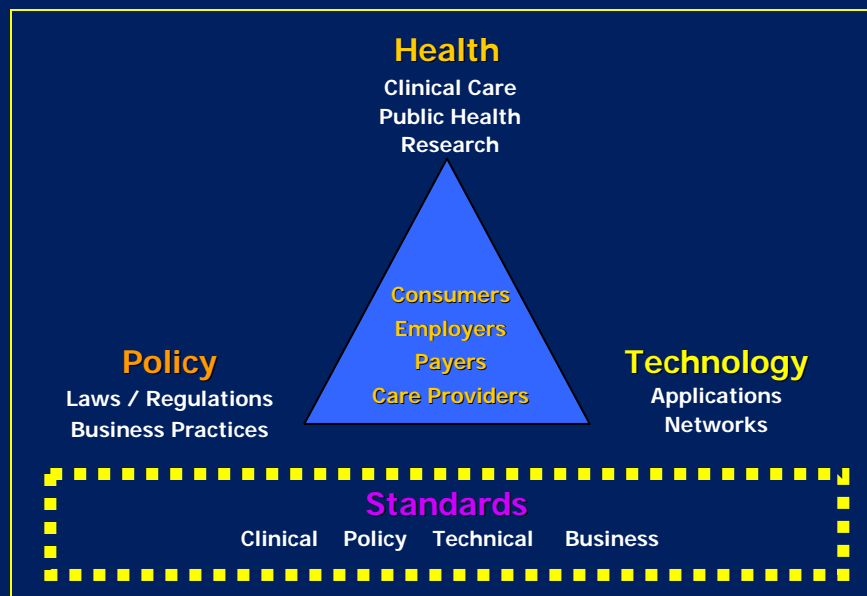 Health
Clinical Care
Public Health
Research
Consumers
Employers
Payers
Care Providers
Policy
Laws / Regulations
Business Practices
Technology
Applications
Networks
Standards
Clinical Policy Technical Business